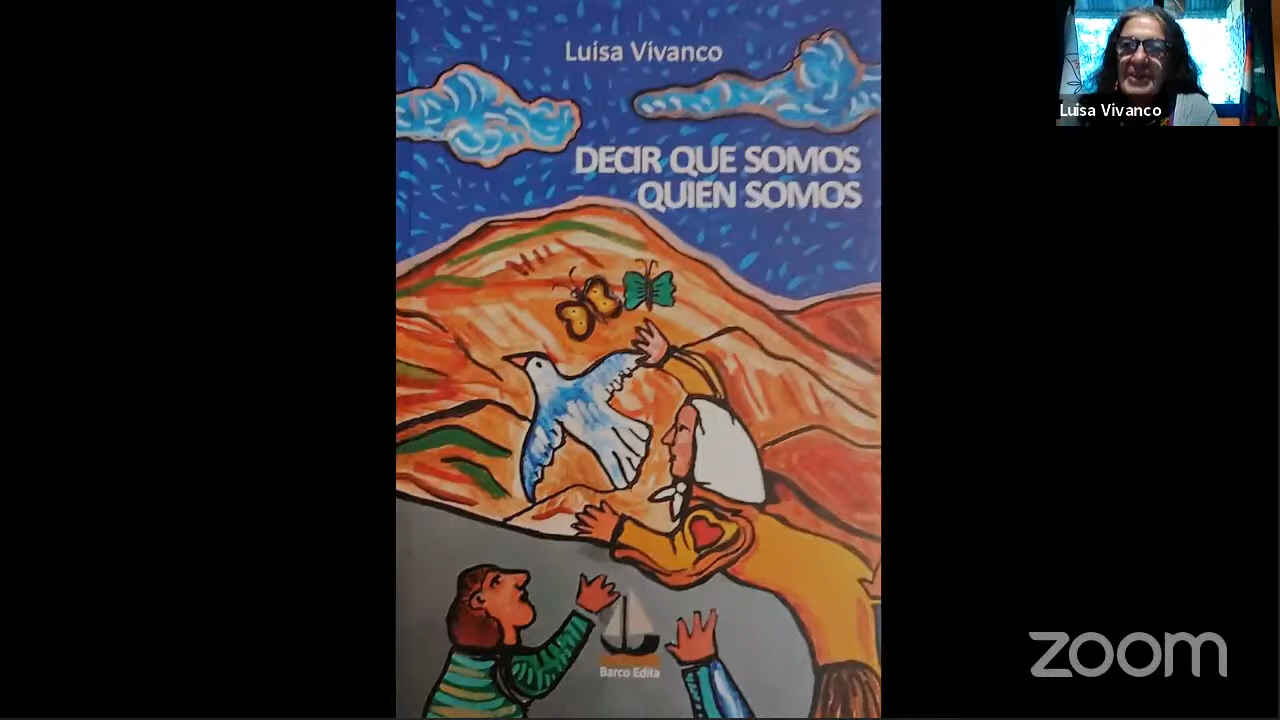 Luisa Vivanco
DECIR QUE SOMOS
QUIEN SOMOS
Barco Edita
Luisa Vivanco
zoom